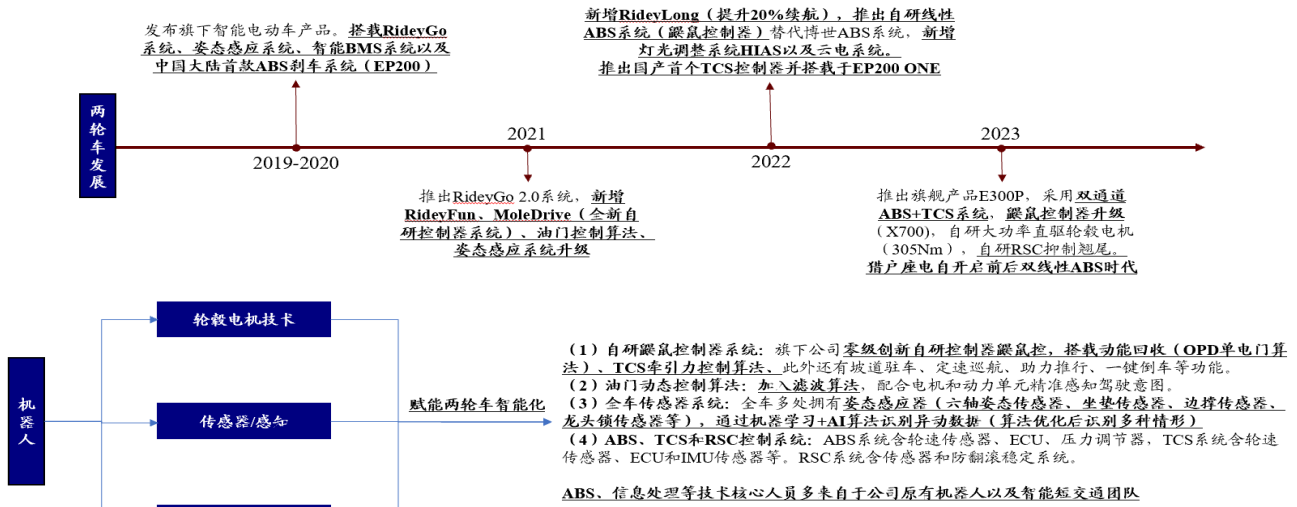 发布旗下智能电动车产品。搭载RideyGo
系统、姿态感应系统、智能BMS系统以及
中国大陆首款ABS刹车系统（EP200）
新增RideyLong（提升20%续航），推出自研线性
ABS系统（鼹鼠控制器）替代博世ABS系统，新增
灯光调整系统HIAS以及云电系统。
推出国产首个TCS控制器并搭载于EP200 ONE
两轮车发展
2019-2020
2021
2022
2023
推出RideyGo 2.0系统，新增
RideyFun、MoleDrive（全新自
研控制器系统）、油门控制算法、
姿态感应系统升级
推出旗舰产品E300P，采用双通道
ABS+TCS系统，鼹鼠控制器升级
（X700），自研大功率直驱轮毂电机
（305Nm），自研RSC抑制翘尾。
猎户座电自开启前后双线性ABS时代
机器人
轮毂电机技术
传感器/感知
赋能两轮车智能化
（1）自研鼹鼠控制器系统：旗下公司零级创新自研控制器鼹鼠控，搭载动能回收（OPD单电门算
法）、TCS牵引力控制算法、此外还有坡道驻车、定速巡航、助力推行、一键倒车等功能。
（2）油门动态控制算法：加入滤波算法，配合电机和动力单元精准感知驾驶意图。
（3）全车传感器系统：全车多处拥有姿态感应器（六轴姿态传感器、坐垫传感器、边撑传感器、
龙头锁传感器等），通过机器学习+AI算法识别异动数据（算法优化后识别多种情形）
（4）ABS、TCS和RSC控制系统：ABS系统含轮速传感器、ECU、压力调节器，TCS系统含轮速
传感器、ECU和IMU传感器等。RSC系统含传感器和防翻滚稳定系统。
ABS、信息处理等技术核心人员多来自于公司原有机器人以及智能短交通团队